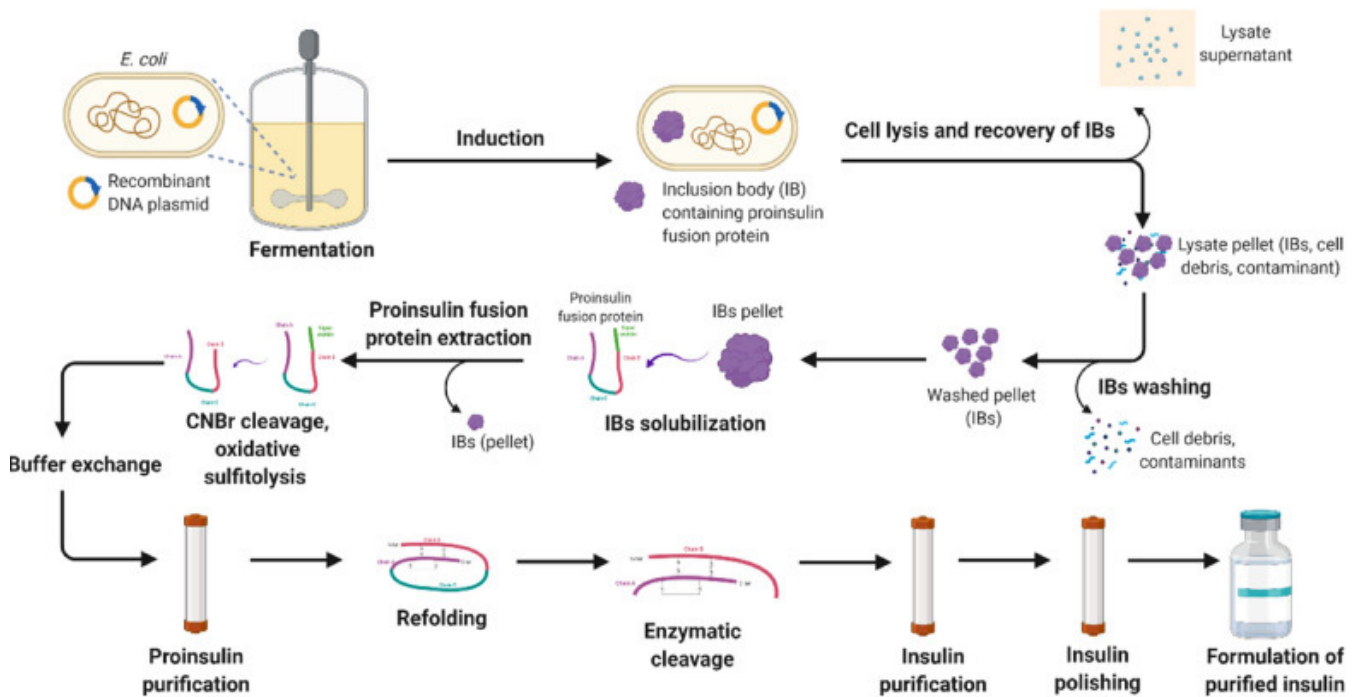 E. coli
Recombinant
DNA plasmid
Fermentation
Induction
Inclusion body (IB)
containing proinsulin
fusion protein
Cell lysis and recovery of IBs
Lysate
supernatant
Lysate pellet (IBs, cell
debris, contaminant)
IBs washing
Cell debris,
contaminants
Washed pellet
(IBs)
IBs pellet
Proinsulin
fusion protein
IBs solubilization
Proinsulin fusion
protein extraction
IBs (pellet)
CNBr cleavage,
oxidative
sulfitolysis
Buffer exchange
Proinsulin
purification
Refolding
Enzymatic
cleavage
Chain B
Chain A
Insulin
purification
Insulin
polishing
Formulation of
purified insulin